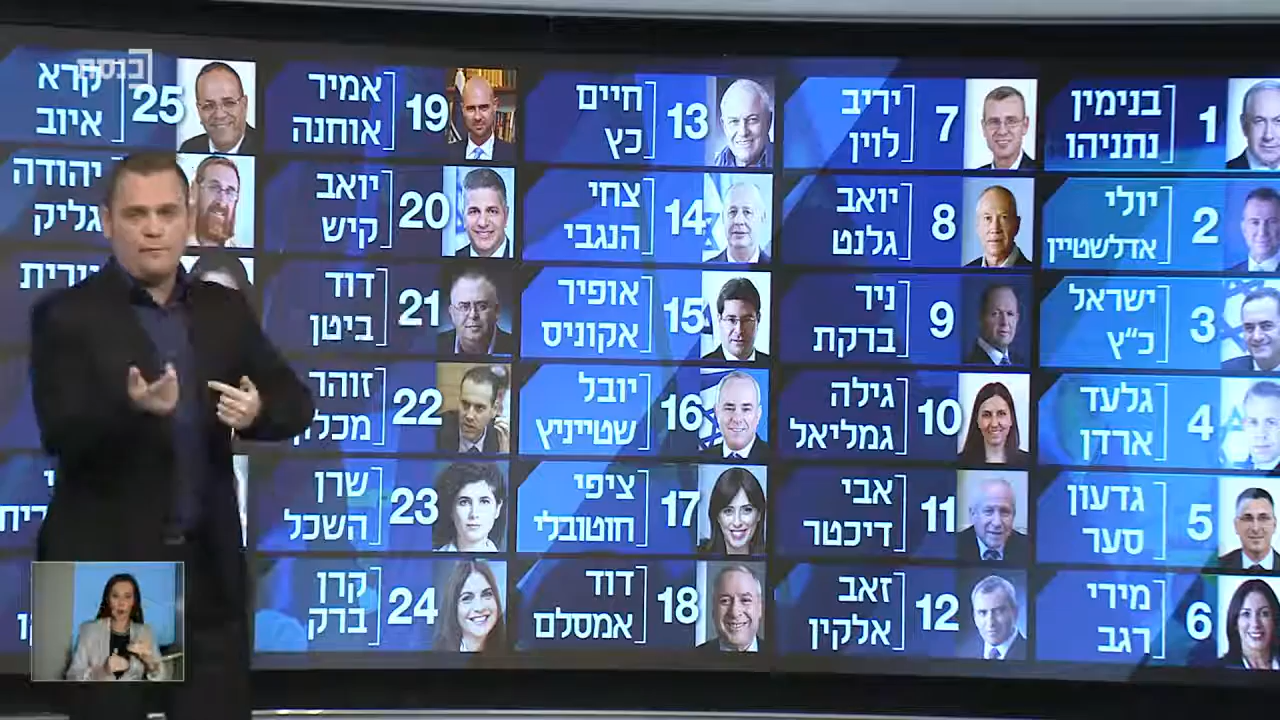 כנסת
1
בנימין
נתניהו
2
יולי
אדלשטיין
3
ישראל
כ״ץ
4
גלעד
ארדן
5
גדעון
סער
6
מירי
רגב
7
יריב
לוין
8
יואב
גלנט
9
ניר
ברקת
10
גילה
גמליאל
11
אבי
דיכטר
12
זאב
אלקין
13
חיים
כץ
14
צחי
הנגבי
15
אופיר
אקוניס
16
יובל
שטייניץ
17
ציפי
חוטובלי
18
דוד
אמסלם
19
אמיר
אוחנה
20
יואב
קיש
21
דוד
ביטן
22
זוהר
מכלוף
23
שרן
השכל
24
קרן
ברק
25
קרא
איוב
יהודה
גליק